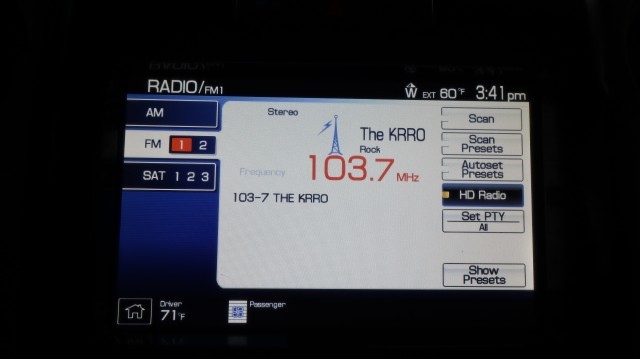 RADIO/FM1
W EXT 60°F 3:41pm
AM
FM 1 2
SAT 1 2 3
Stereo
The KRRO
Rock
Frequency 103.7 MHz
103-7 THE KRRO
Scan
Scan
Presets
Autoset
Presets
HD Radio
Set PTY
All
Show
Presets
Driver
71°F
Passenger